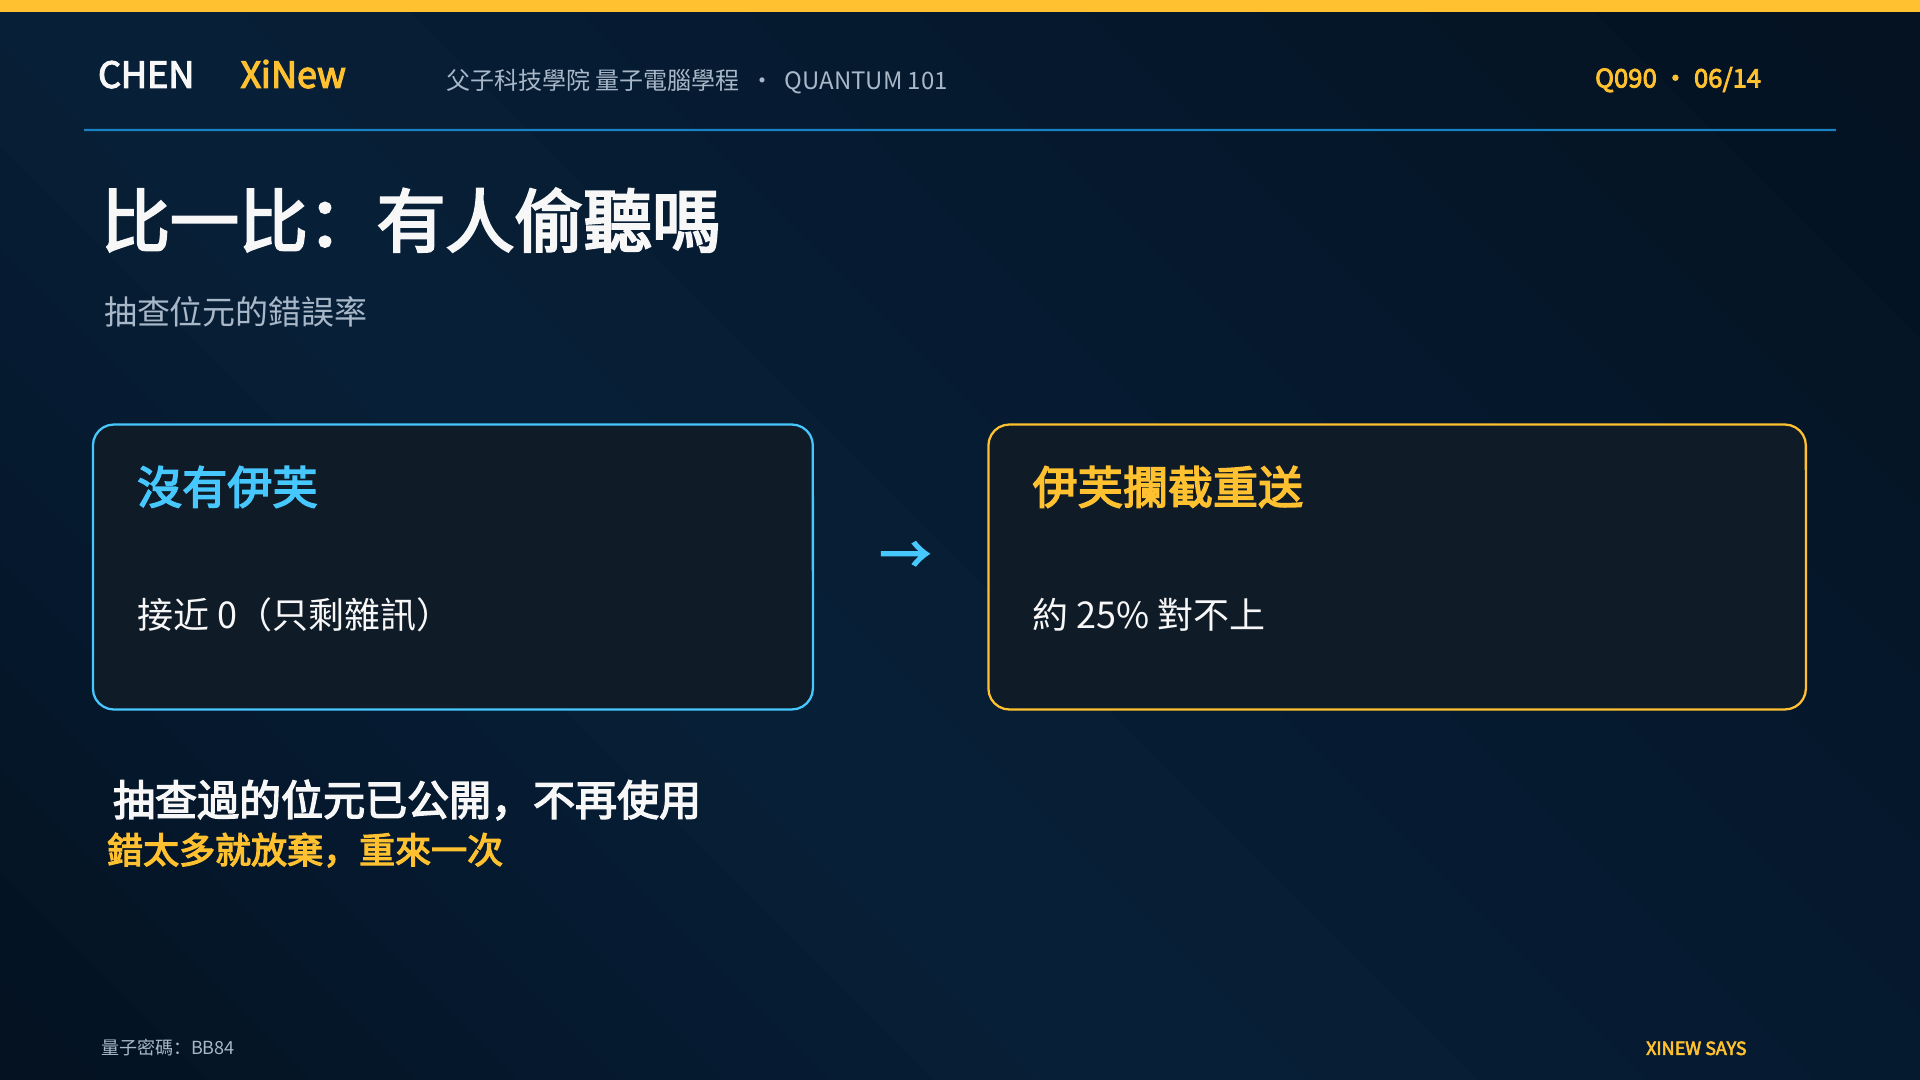 CHEN XiNew 父子科技學院 量子電腦學程 · QUANTUM 101 Q090 · 06/14
比一比：有人偷聽嗎
抽查位元的錯誤率
沒有伊芙
接近 0（只剩雜訊）
→
伊芙攔截重送
約 25% 對不上
抽查過的位元已公開，不再使用
錯太多就放棄，重來一次
量子密碼：BB84
XINEW SAYS